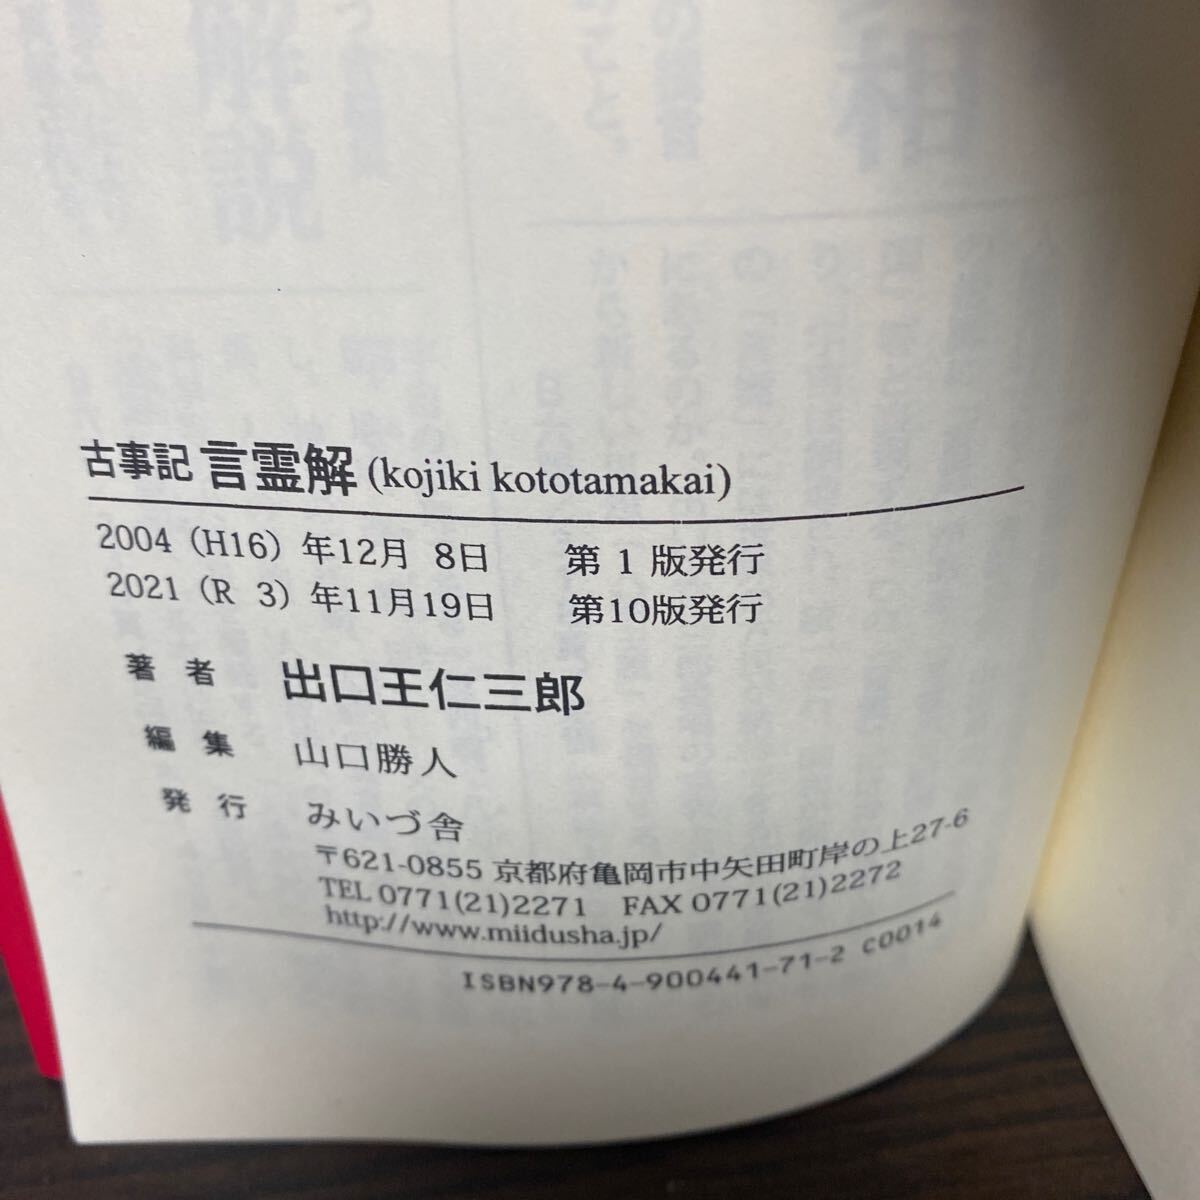 古事記 言霊解 (kojiki kototamakai)
2004 (H16) 年12月 8日 第 1 版発行
2021 (R 3) 年11月19日 第10版発行
著 者 出口王仁三郎
編 集 山口勝人
発 行 みいづ舎
〒621-0855 京都府亀岡市中矢田町岸の上27-6
TEL 0771(21)2271 FAX 0771(21)2272
http://www.miidusha.jp/
ISBN978-4-900441-71-2 C0014